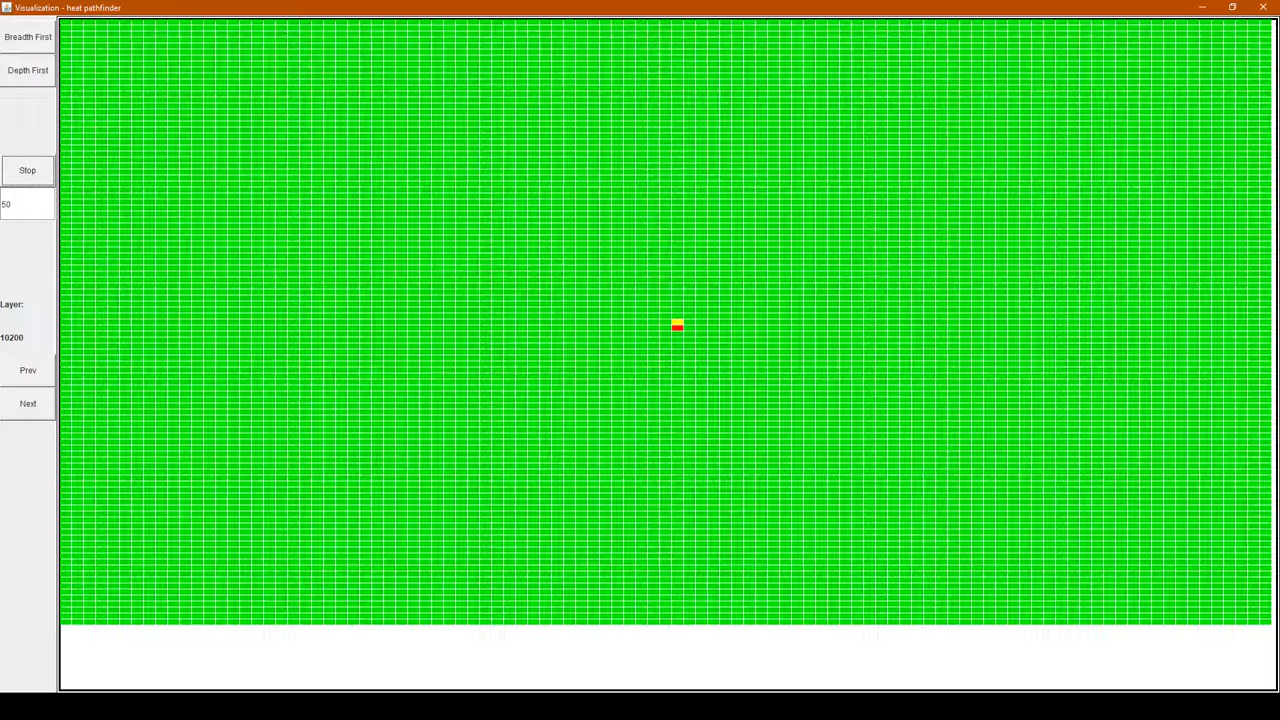 Visualization - heat pathfinder
Breadth First
Depth First
Stop
50
Layer:
10200
Prev
Next